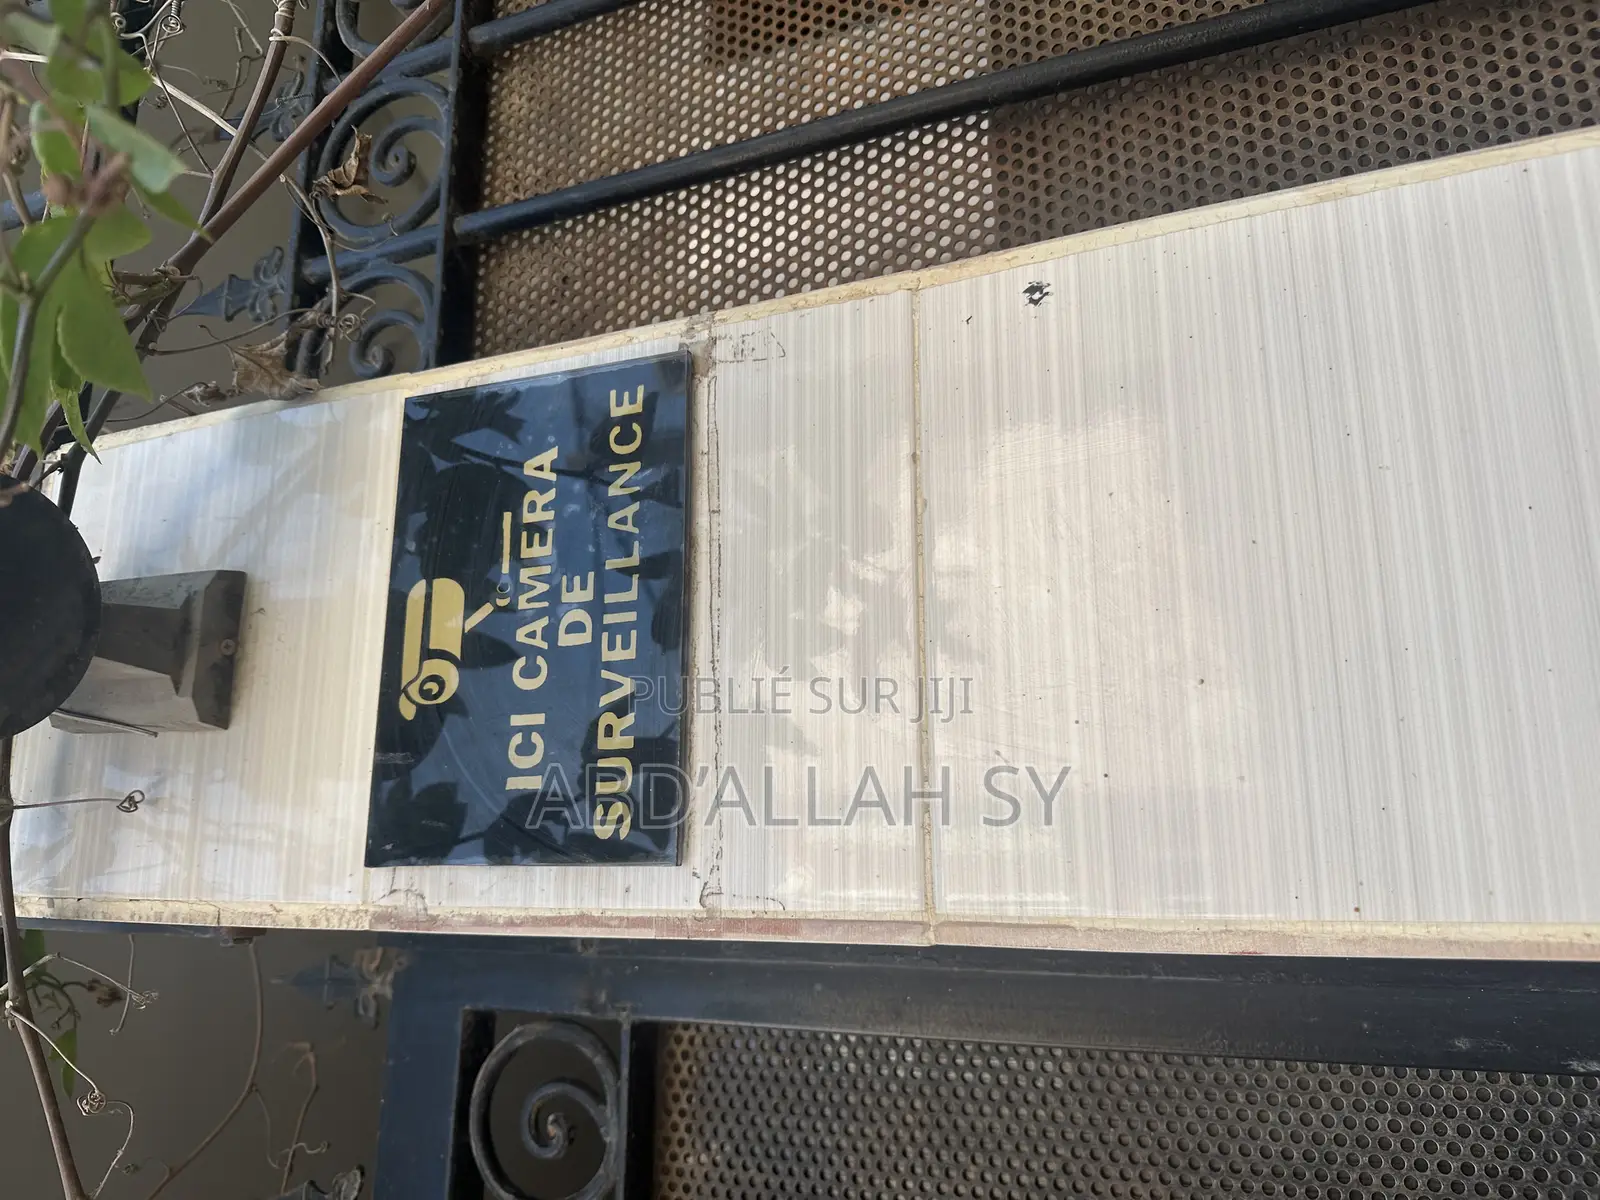 ICI CAMERA
DE
SURVEILLANCE
PUBLIÉ SUR JIJI
ABD'ALLAH SY